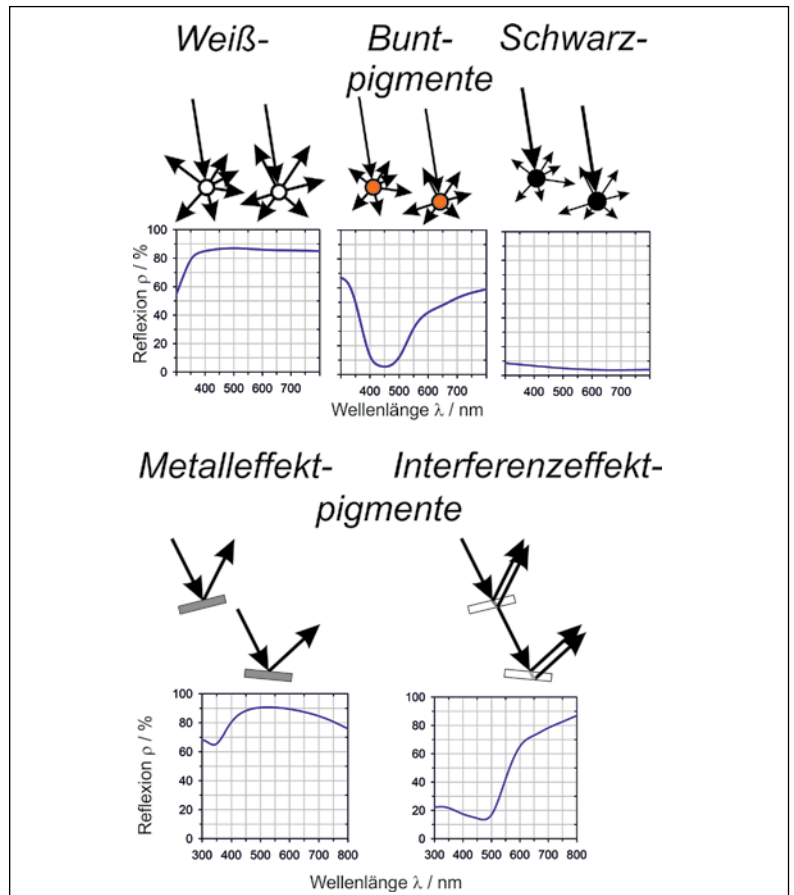 Weiß- Bunt- Schwarz-
pigmente
100
80
60
40
20
0
Reflexion ρ / %
400 500 600 700 400 500 600 700 400 500 600 700
Wellenlänge λ / nm
Metalleffekt- Interferenzeffekt-
pigmente
100
80
60
40
20
0
Reflexion ρ / %
300 400 500 600 700 800
100
80
60
40
20
0
300 400 500 600 700 800
Wellenlänge λ / nm